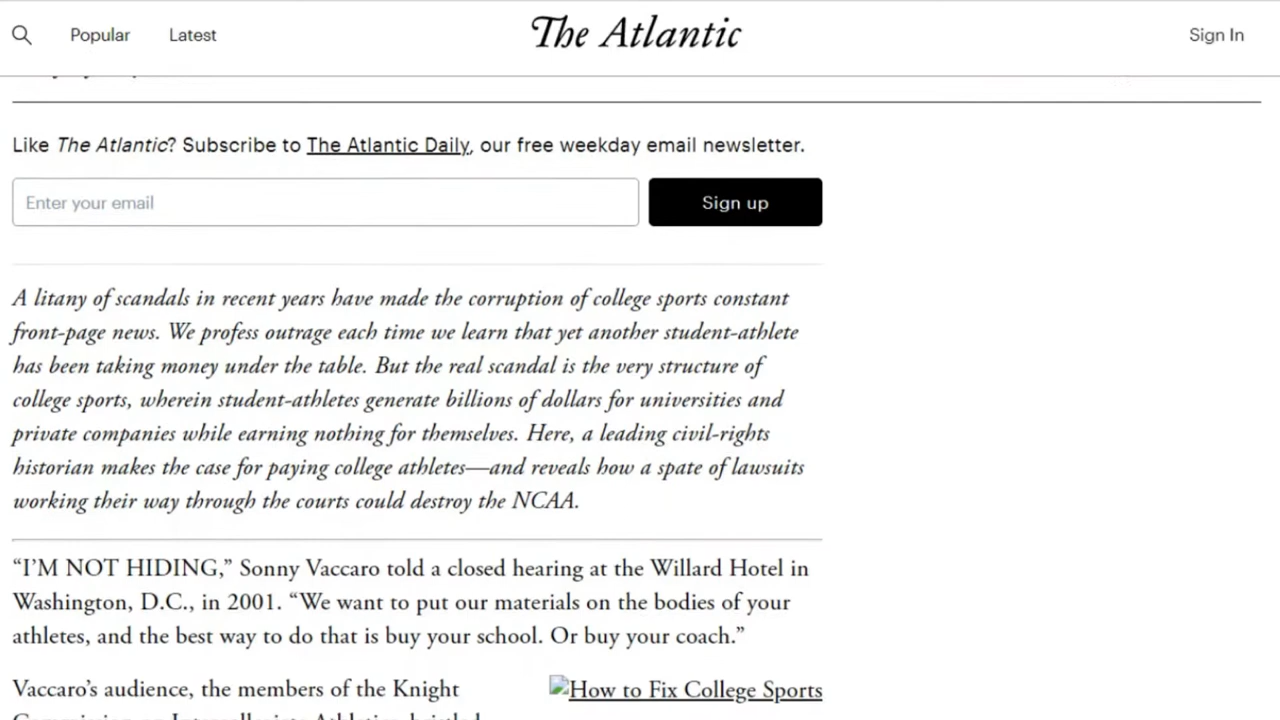 Popular Latest The Atlantic Sign In
Like The Atlantic? Subscribe to The Atlantic Daily, our free weekday email newsletter.
Enter your email Sign up
A litany of scandals in recent years have made the corruption of college sports constant
front-page news. We profess outrage each time we learn that yet another student-athlete
has been taking money under the table. But the real scandal is the very structure of
college sports, wherein student-athletes generate billions of dollars for universities and
private companies while earning nothing for themselves. Here, a leading civil-rights
historian makes the case for paying college athletes—and reveals how a spate of lawsuits
working their way through the courts could destroy the NCAA.
“I’M NOT HIDING,” Sonny Vaccaro told a closed hearing at the Willard Hotel in
Washington, D.C., in 2001. “We want to put our materials on the bodies of your
athletes, and the best way to do that is buy your school. Or buy your coach.”
Vaccaro’s audience, the members of the Knight
How to Fix College Sports